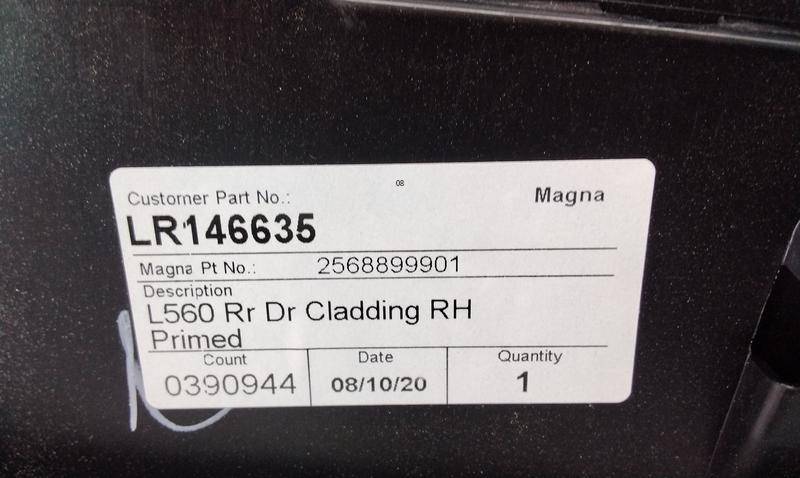 08
Customer Part No.: Magna
LR146635
Magna Pt No.: 2568899901
Description
L560 Rr Dr Cladding RH
Primed
Count Date Quantity
0390944 08/10/20 1